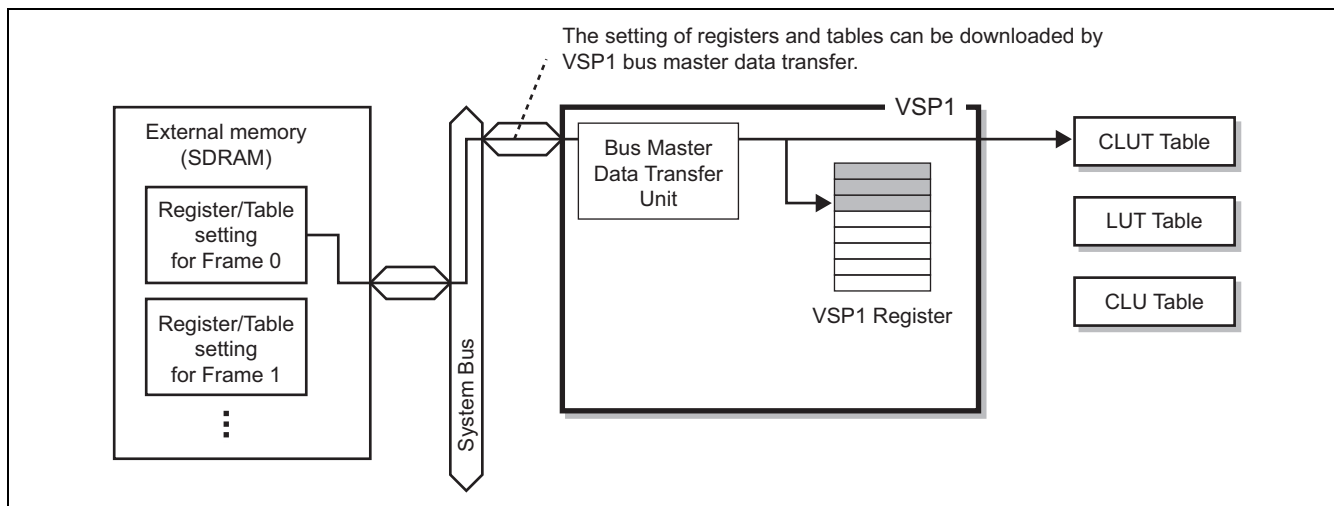 The setting of registers and tables can be downloaded by
VSP1 bus master data transfer.
External memory
(SDRAM)
Register/Table
setting
for Frame 0
Register/Table
setting
for Frame 1
System Bus
VSP1
Bus Master
Data Transfer
Unit
VSP1 Register
CLUT Table
LUT Table
CLU Table